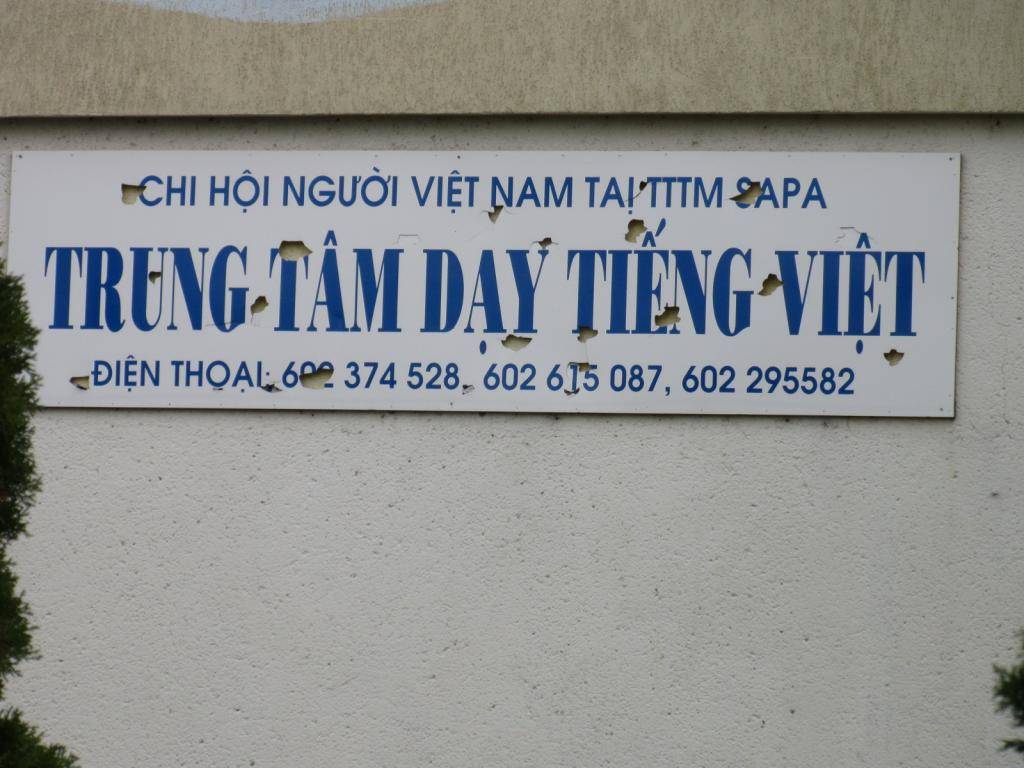 CHI HỘI NGƯỜI VIỆT NAM TẠI TTTM SAPA
TRUNG TÂM DẠY TIẾNG VIỆT
ĐIỆN THOẠI: 602 374 528, 602 615 087, 602 295582